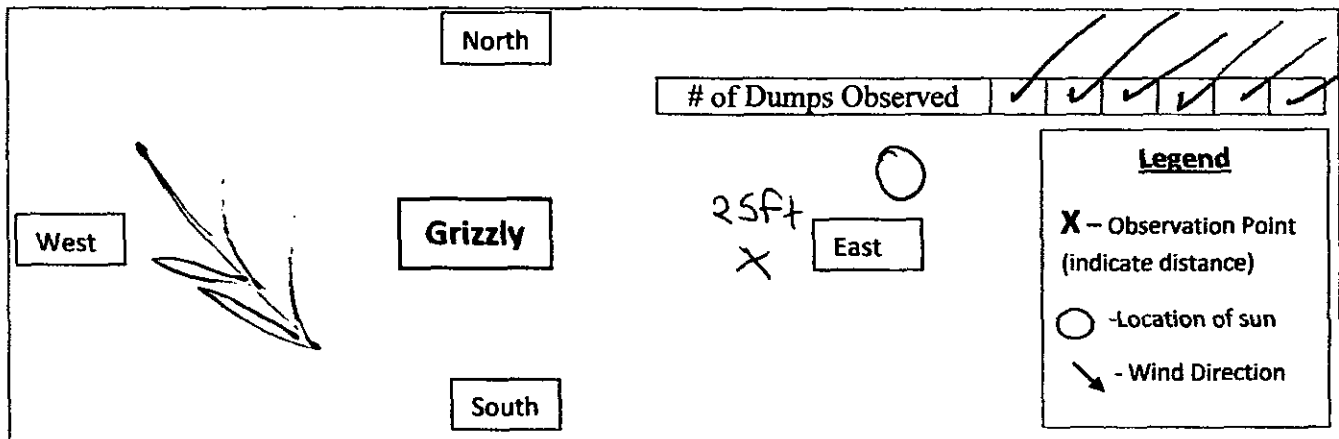 North
# of Dumps Observed ✓ ✓ ✓ ✓ ✓ ✓
Legend
25ft
West
Grizzly
X
East
X – Observation Point
(indicate distance)
-Location of sun
- Wind Direction
South